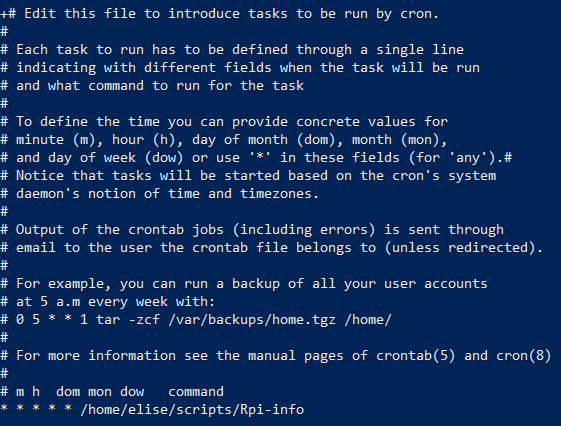 +# Edit this file to introduce tasks to be run by cron.
#
# Each task to run has to be defined through a single line
# indicating with different fields when the task will be run
# and what command to run for the task
#
# To define the time you can provide concrete values for
# minute (m), hour (h), day of month (dom), month (mon),
# and day of week (dow) or use '*' in these fields (for 'any').#
# Notice that tasks will be started based on the cron's system
# daemon's notion of time and timezones.
#
# Output of the crontab jobs (including errors) is sent through
# email to the user the crontab file belongs to (unless redirected).
#
# For example, you can run a backup of all your user accounts
# at 5 a.m every week with:
# 0 5 * * 1 tar -zcf /var/backups/home.tgz /home/
#
# For more information see the manual pages of crontab(5) and cron(8)
#
# m h  dom mon dow   command
* * * * * /home/elise/scripts/Rpi-info